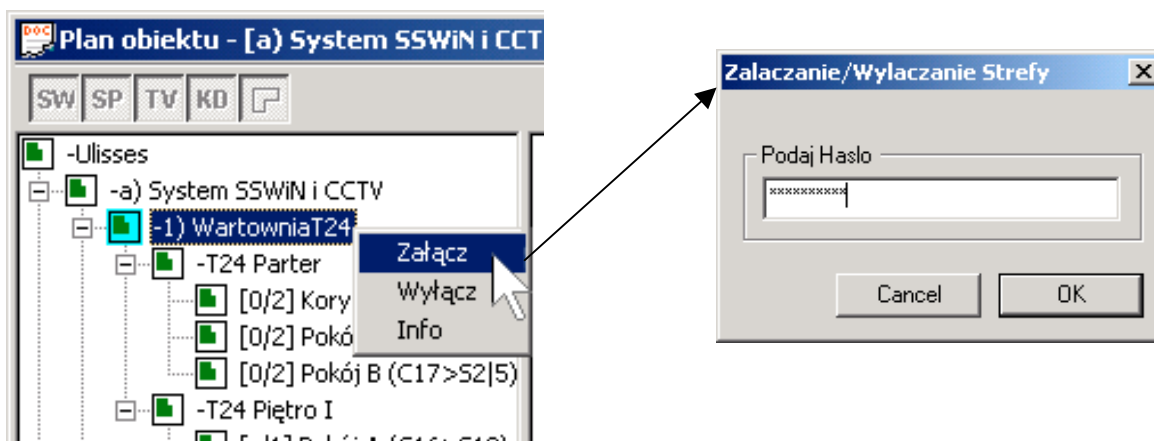 Plan obiektu - [a) System SSWiN i CCT
SW SP TV KD
-Ulisses
-a) System SSWiN i CCTV
-1) WartowniaT24
-T24 Parter
[0/2] Kory
[0/2] Pokó
[0/2] Pokój B (C17>S2|5)
-T24 Piętro I
Załącz
Wyłącz
Info
Zalaczanie/Wylaczanie Strefy
Podaj Haslo
**********
Cancel OK